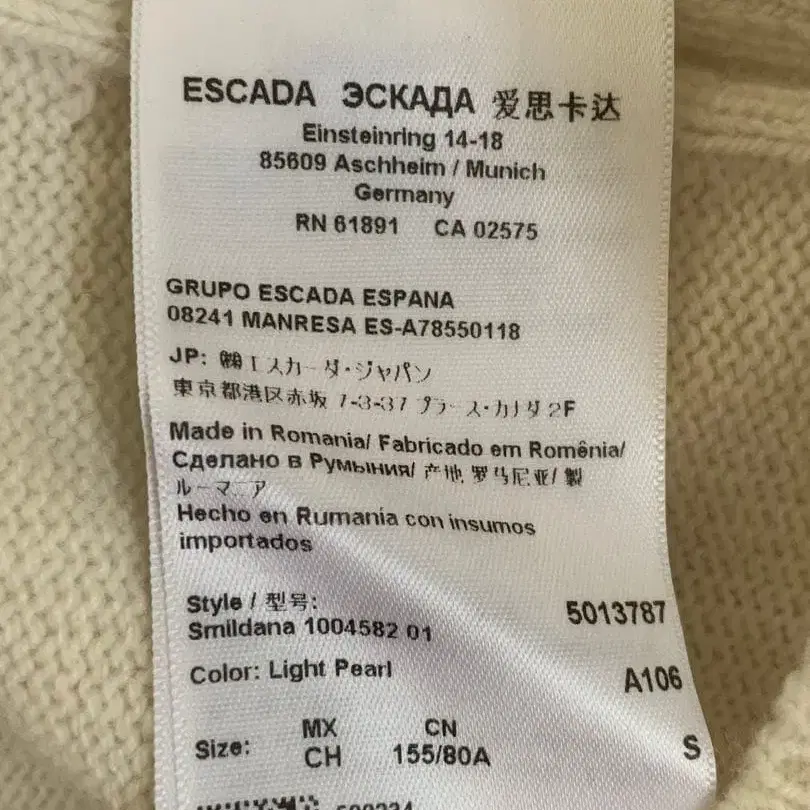 ESCADA ЭСКАДА 爱思卡达
Einsteinring 14-18
85609 Aschheim / Munich
Germany
RN 61891 CA 02575
GRUPO ESCADA ESPANA
08241 MANRESA ES-A78550118
JP: ㈱エスカーダ・ジャパン
東京都港区赤坂 7-3-37 プラース・カナダ 2F
Made in Romania/ Fabricado em Romênia/
Сделано в Румыния/ 产地 罗马尼亚/ 製
ルーマニア
Hecho en Rumania con insumos
importados
Style / 型号:
Smildana 1004582 01 5013787
Color: Light Pearl A106
MX CN
Size: CH 155/80A S